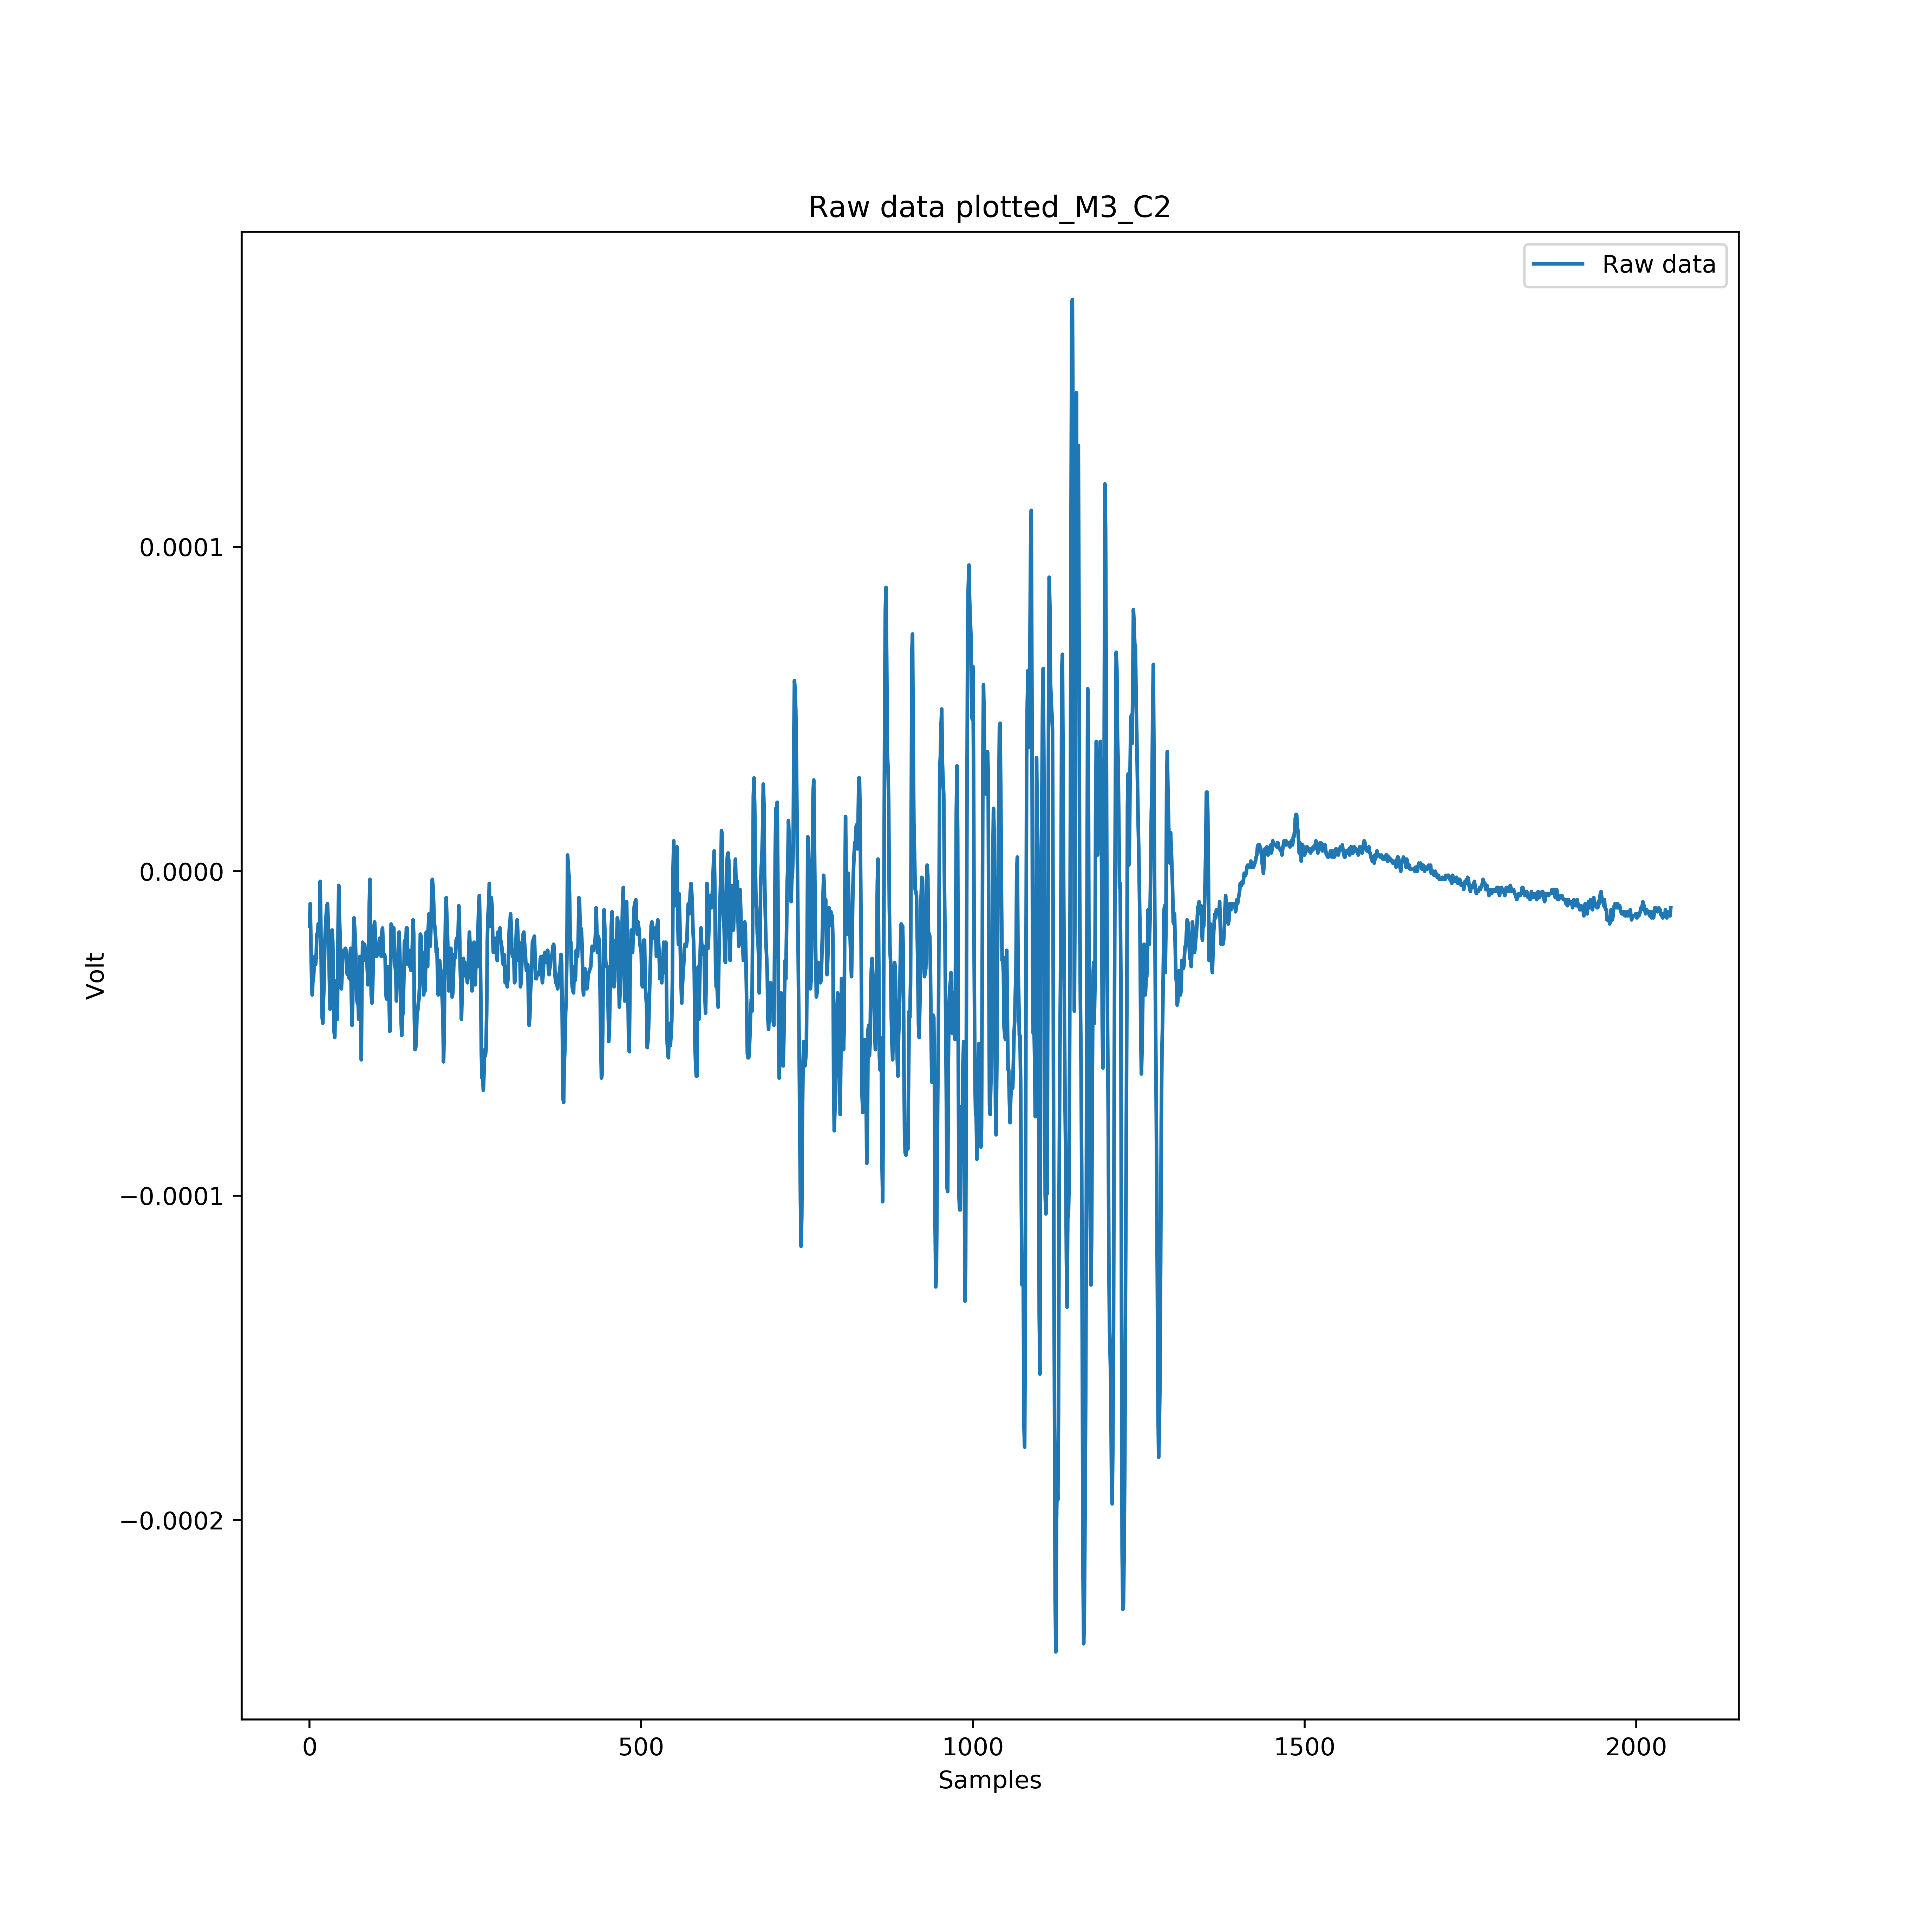 Raw data plotted_M3_C2
Raw data
0.0001
0.0000
−0.0001
−0.0002
Volt
0 500 1000 1500 2000
Samples